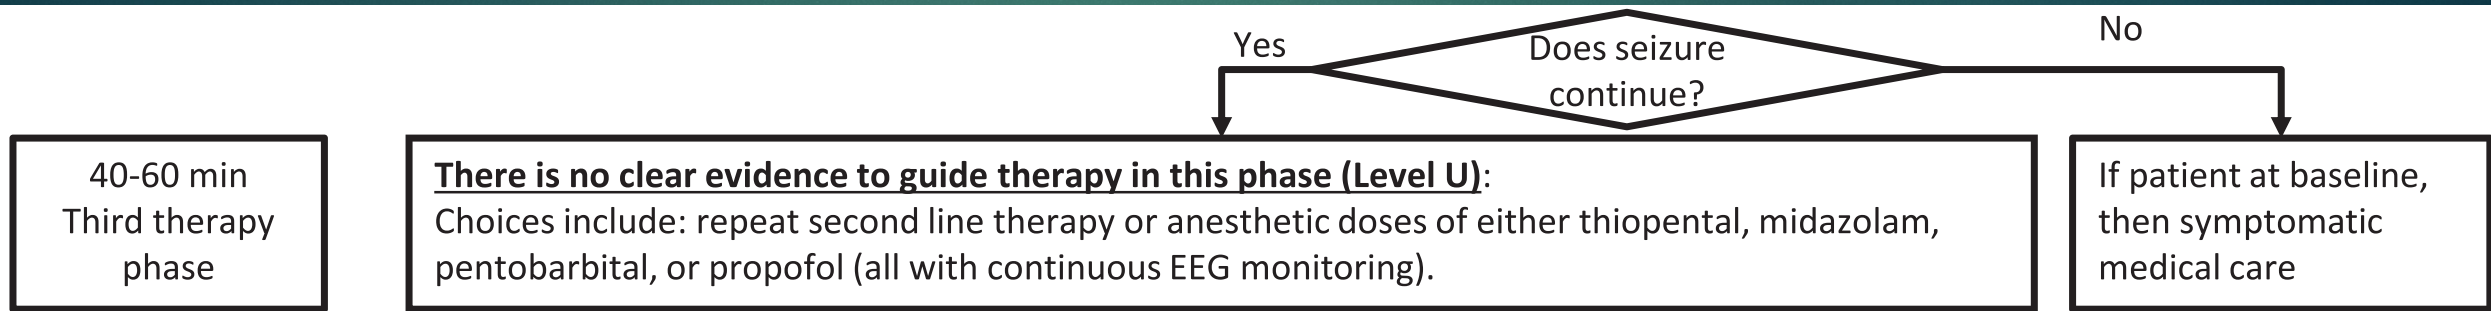 Does seizure
continue?
Yes
No
40-60 min
Third therapy
phase
There is no clear evidence to guide therapy in this phase (Level U):
Choices include: repeat second line therapy or anesthetic doses of either thiopental, midazolam,
pentobarbital, or propofol (all with continuous EEG monitoring).
If patient at baseline,
then symptomatic
medical care